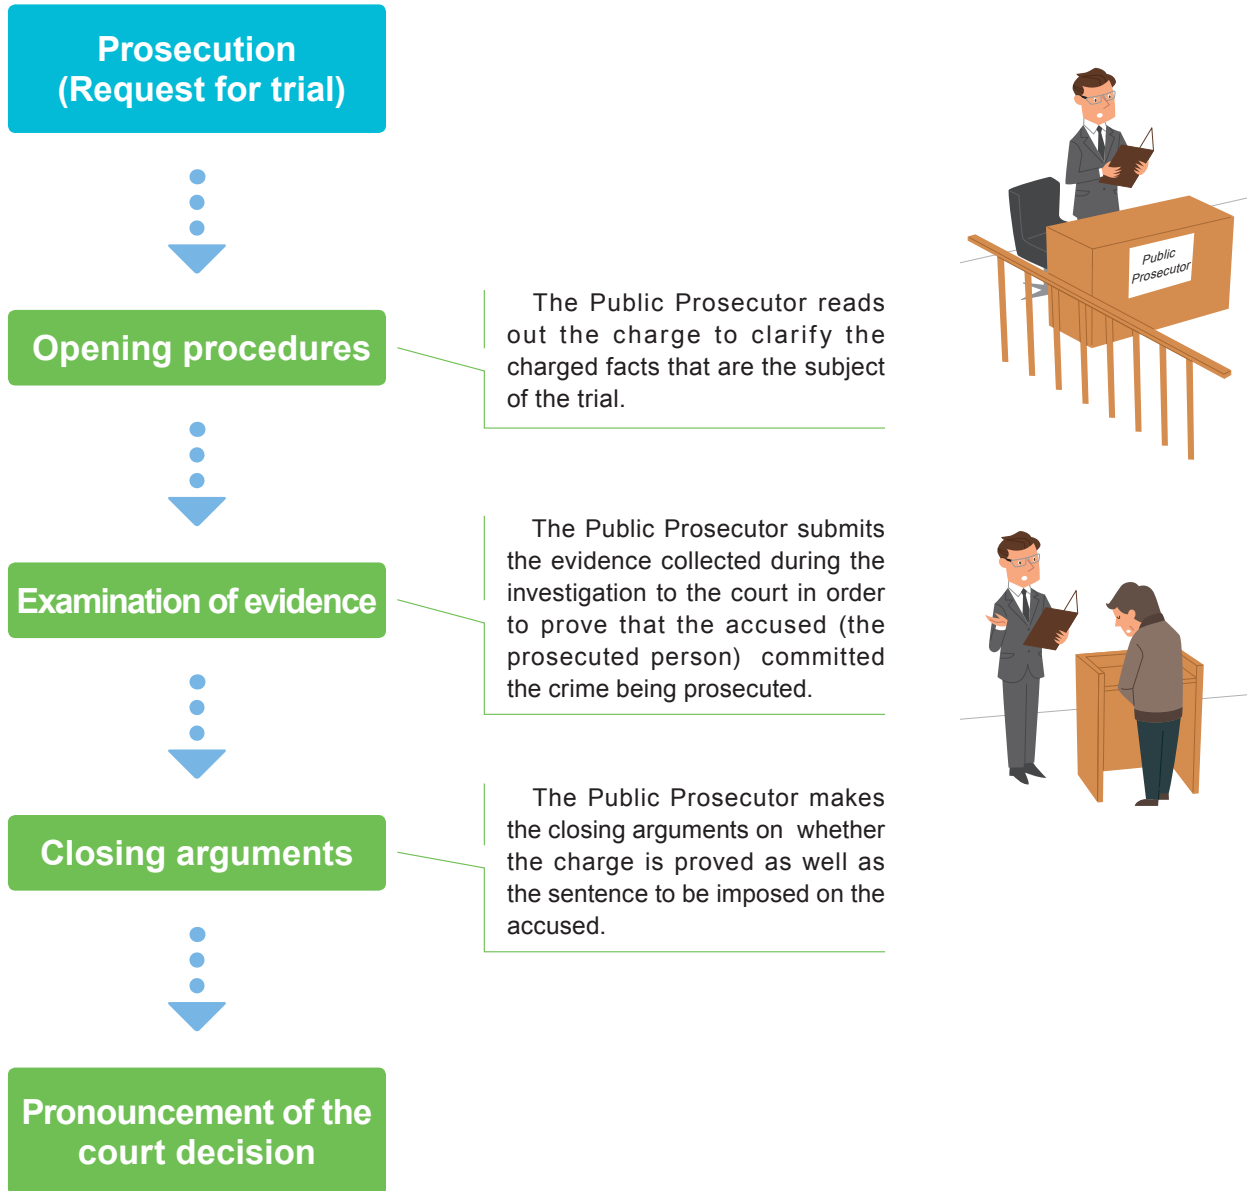 Prosecution
(Request for trial)
Public
Prosecutor
Opening procedures
The Public Prosecutor reads
out the charge to clarify the
charged facts that are the subject
of the trial.
Examination of evidence
The Public Prosecutor submits
the evidence collected during the
investigation to the court in order
to prove that the accused (the
prosecuted person) committed
the crime being prosecuted.
Closing arguments
The Public Prosecutor makes
the closing arguments on whether
the charge is proved as well as
the sentence to be imposed on the
accused.
Pronouncement of the
court decision